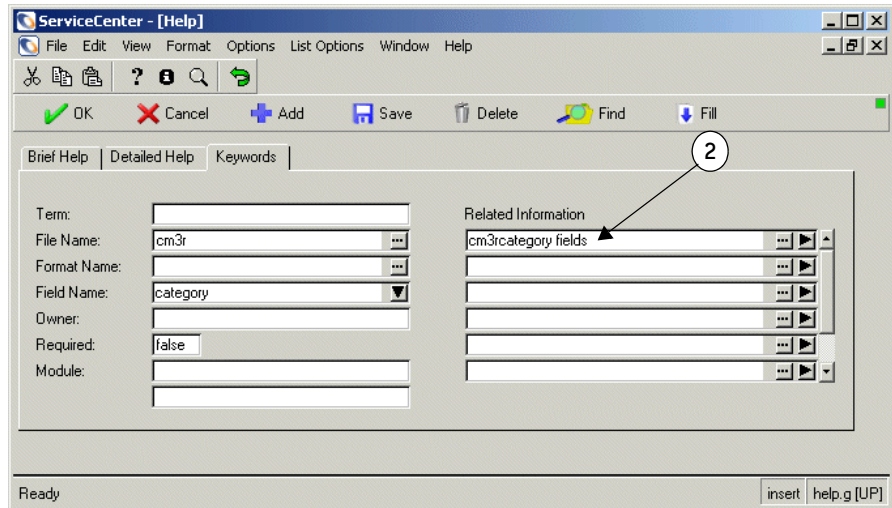 ServiceCenter - [Help]
File Edit View Format Options List Options Window Help
OK Cancel Add Save Delete Find Fill
Brief Help Detailed Help Keywords
2
Term: Related Information
File Name: cm3r cm3rcategory fields
Format Name:
Field Name: category
Owner:
Required: false
Module:
Ready insert help.g [UP]